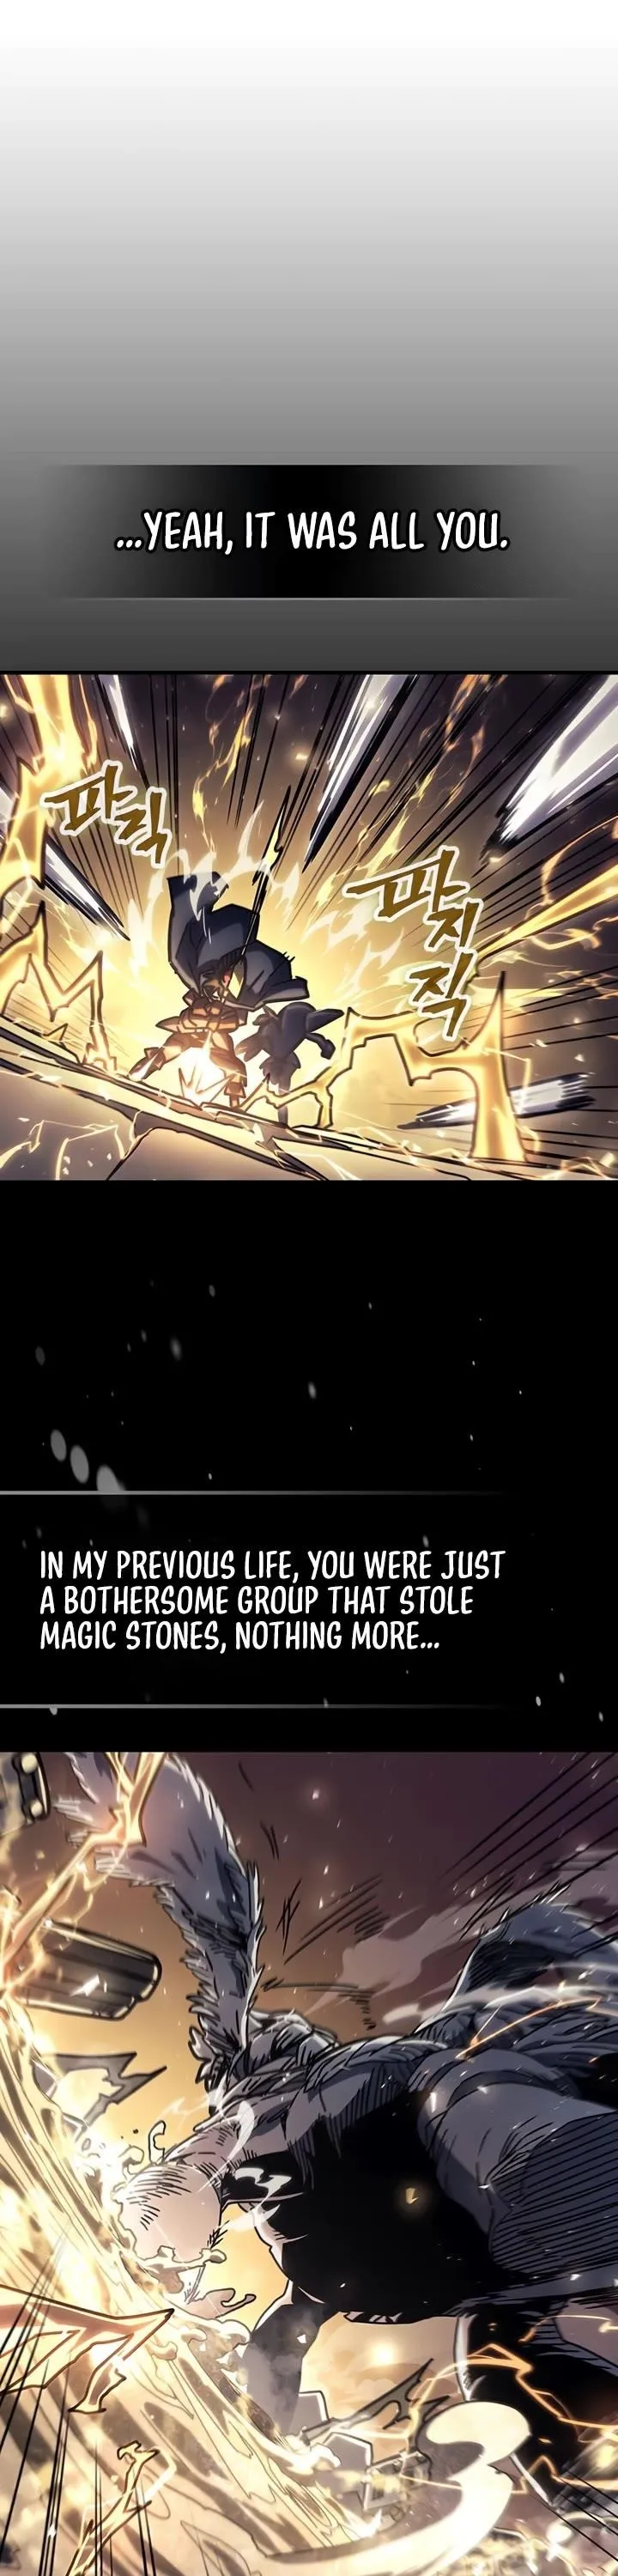 ...YEAH, IT WAS ALL YOU.
파직
파지직
IN MY PREVIOUS LIFE, YOU WERE JUST
A BOTHERSOME GROUP THAT STOLE
MAGIC STONES, NOTHING MORE...